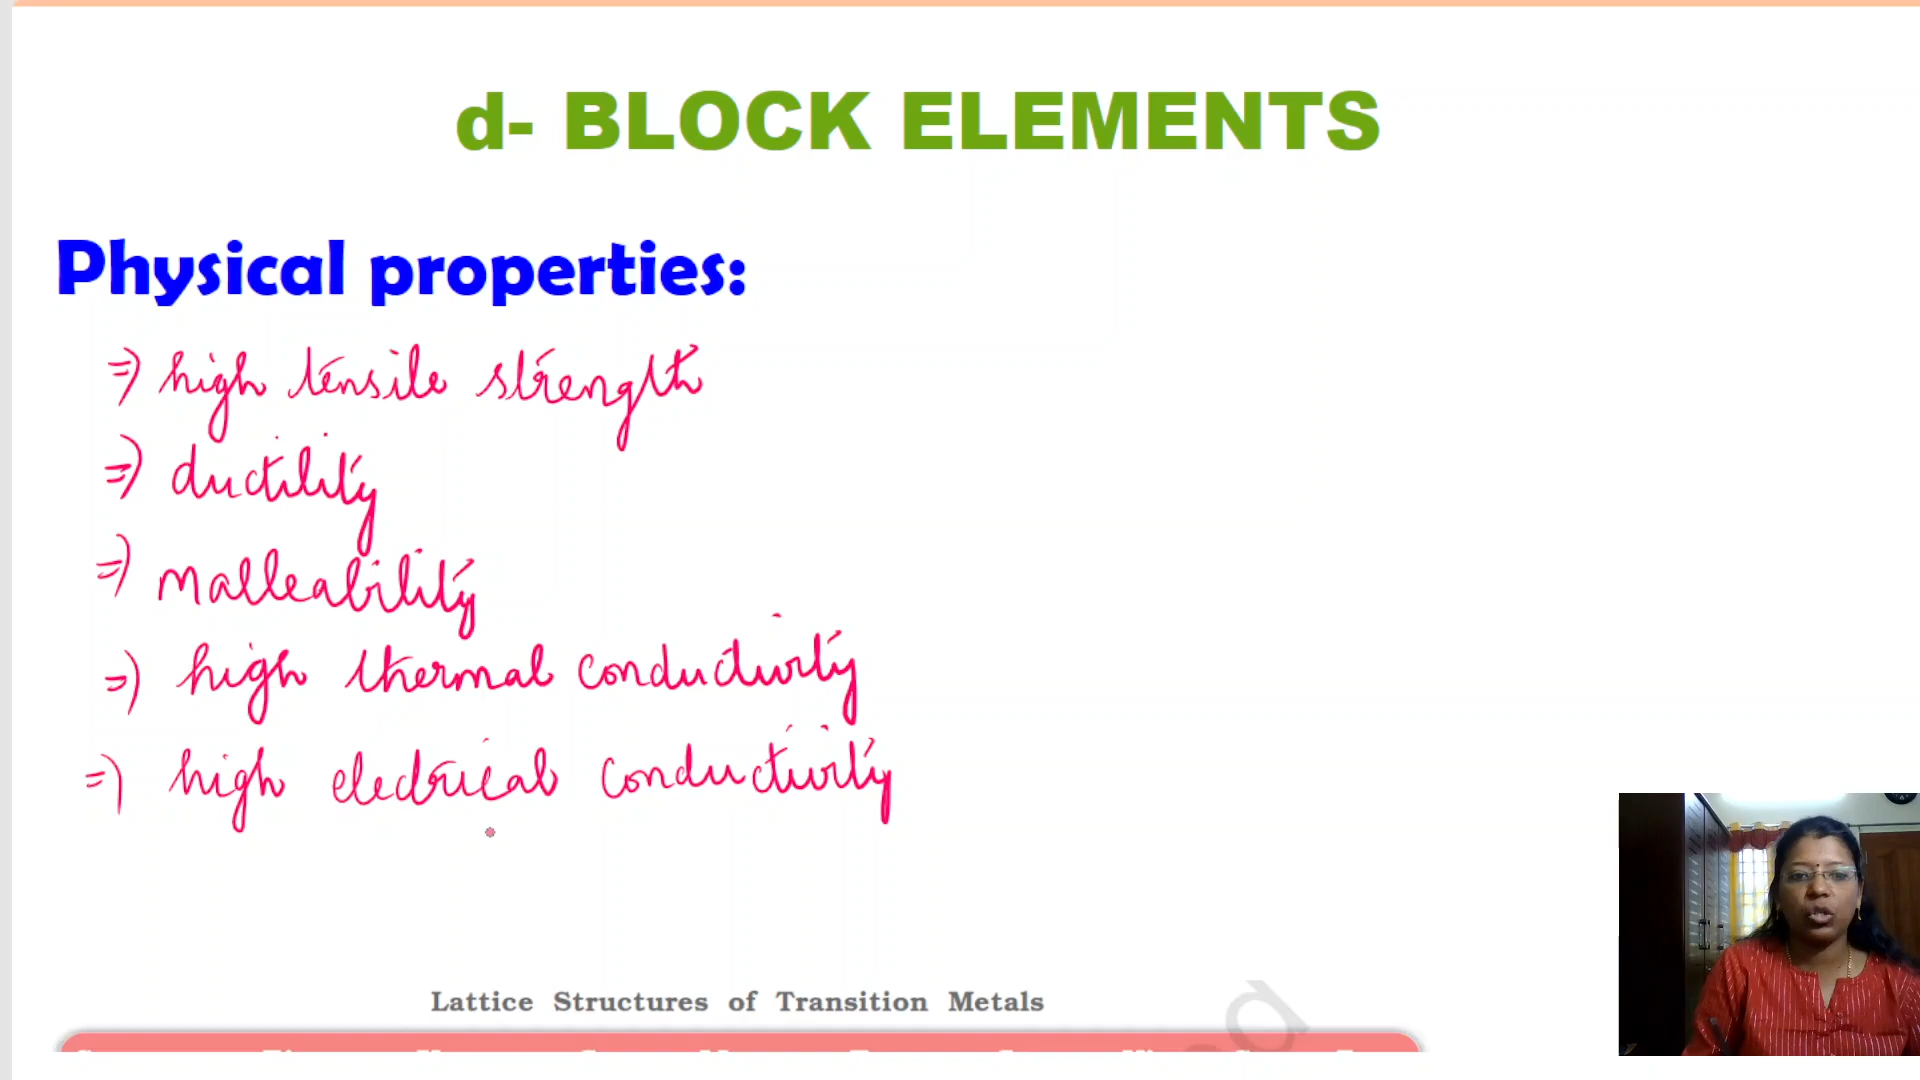 d- BLOCK ELEMENTS
Physical properties:
⇒ high tensile strength
⇒ ductility
⇒ malleability
⇒ high thermal conductivity
⇒ high electrical conductivity
Lattice Structures of Transition Metals